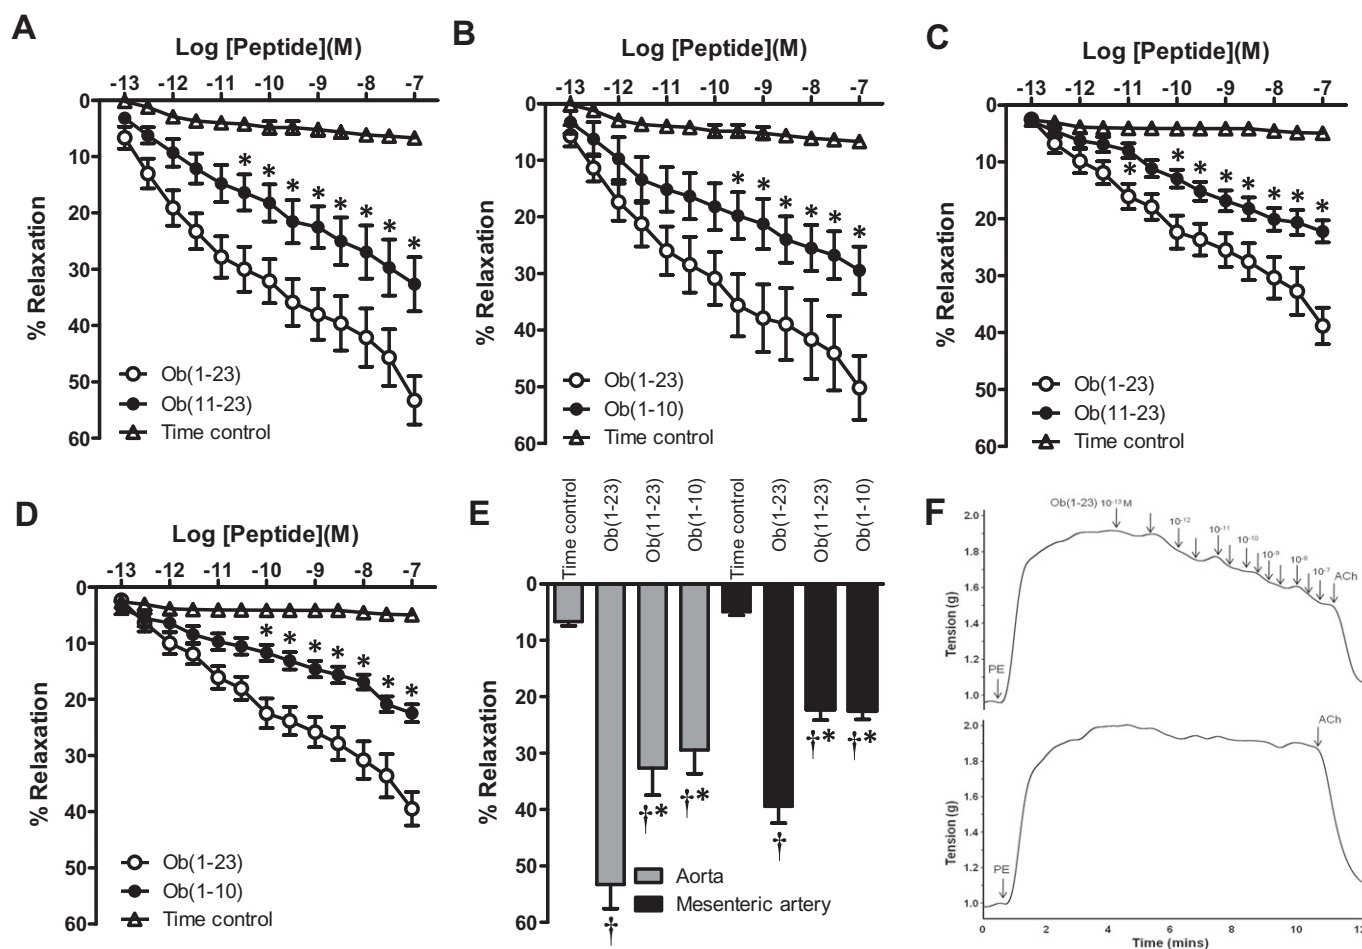 A
Log [Peptide](M)
-13 -12 -11 -10 -9 -8 -7
0
10
20
30
40
50
60
% Relaxation
* * * * * * * *
Ob(1-23)
Ob(11-23)
Time control
B
Log [Peptide](M)
-13 -12 -11 -10 -9 -8 -7
0
10
20
30
40
50
60
% Relaxation
* * * * * *
Ob(1-23)
Ob(1-10)
Time control
C
Log [Peptide](M)
-13 -12 -11 -10 -9 -8 -7
0
10
20
30
40
50
60
% Relaxation
* * * * * * * *
Ob(1-23)
Ob(11-23)
Time control
D
Log [Peptide](M)
-13 -12 -11 -10 -9 -8 -7
0
10
20
30
40
50
60
% Relaxation
* * * * * * *
Ob(1-23)
Ob(1-10)
Time control
E
Time control
Ob(1-23)
Ob(11-23)
Ob(1-10)
Time control
Ob(1-23)
Ob(11-23)
Ob(1-10)
0
10
20
30
40
50
60
% Relaxation
†
†*
†*
†
†*
†*
Aorta
Mesenteric artery
F
Ob(1-23) 10⁻¹³M
10⁻¹²
10⁻¹¹
10⁻¹⁰
10⁻⁹
10⁻⁸
10⁻⁷
ACh
PE
2.0
1.8
1.6
1.4
1.2
1.0
Tension (g)
ACh
PE
2.0
1.8
1.6
1.4
1.2
1.0
Tension (g)
0 2 4 6 8 10 12
Time (mins)